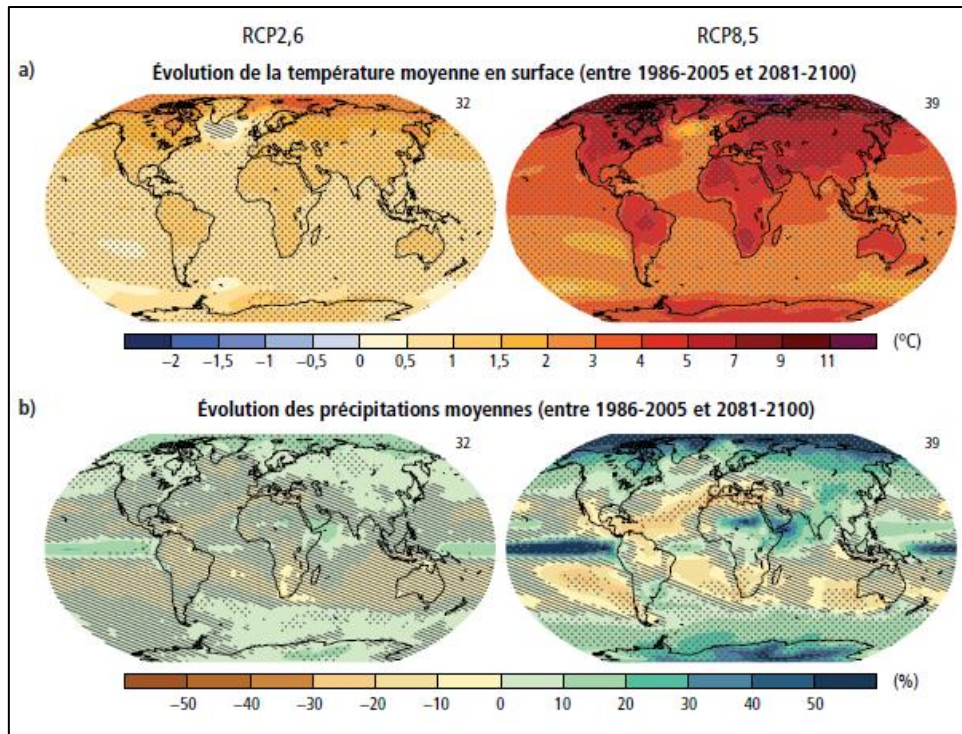 RCP2,6 RCP8,5
a) Évolution de la température moyenne en surface (entre 1986-2005 et 2081-2100)
32 39
−2 −1,5 −1 −0,5 0 0,5 1 1,5 2 3 4 5 7 9 11 (°C)
b) Évolution des précipitations moyennes (entre 1986-2005 et 2081-2100)
32 39
−50 −40 −30 −20 −10 0 10 20 30 40 50 (%)